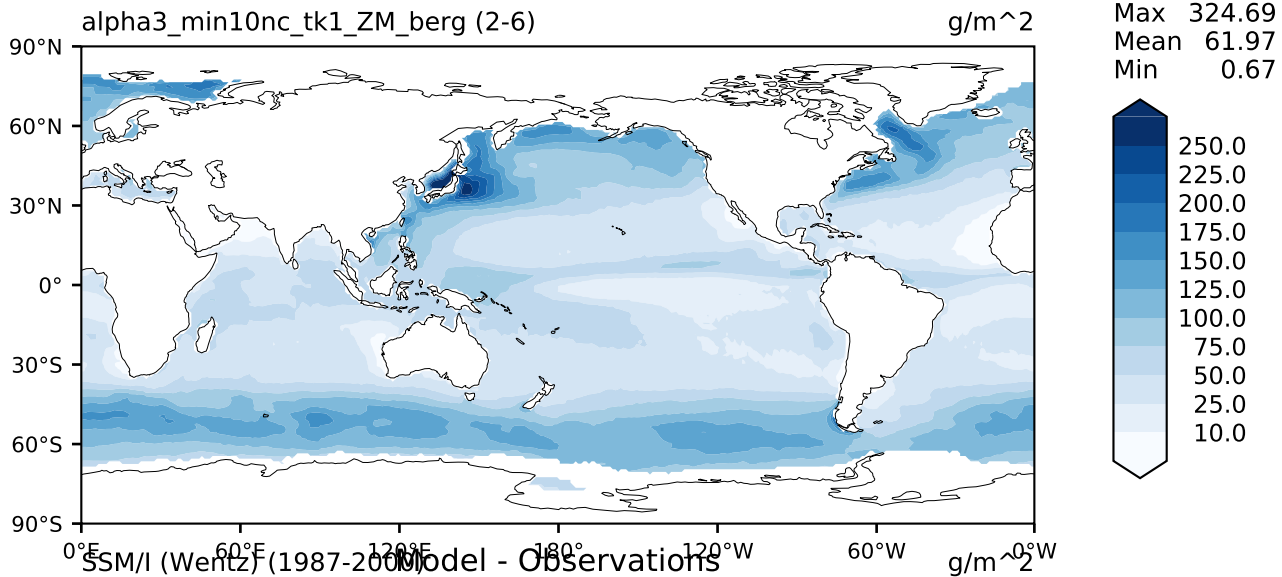 alpha3_min10nc_tk1_ZM_berg (2-6) g/m^2
Max 324.69
Mean 61.97
Min 0.67
90°N
60°N
30°N
0°
30°S
60°S
90°S
250.0
225.0
200.0
175.0
150.0
125.0
100.0
75.0
50.0
25.0
10.0
0°E 60°E 120°E 180° 120°W 60°W 0°W
SSM/I (Wentz) (1987-2000) Model - Observations g/m^2